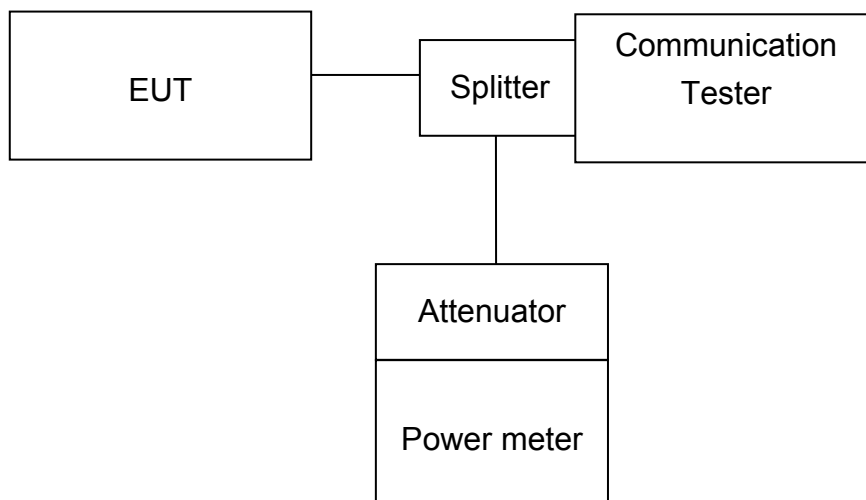 EUT
Splitter
Communication
Tester
Attenuator
Power meter